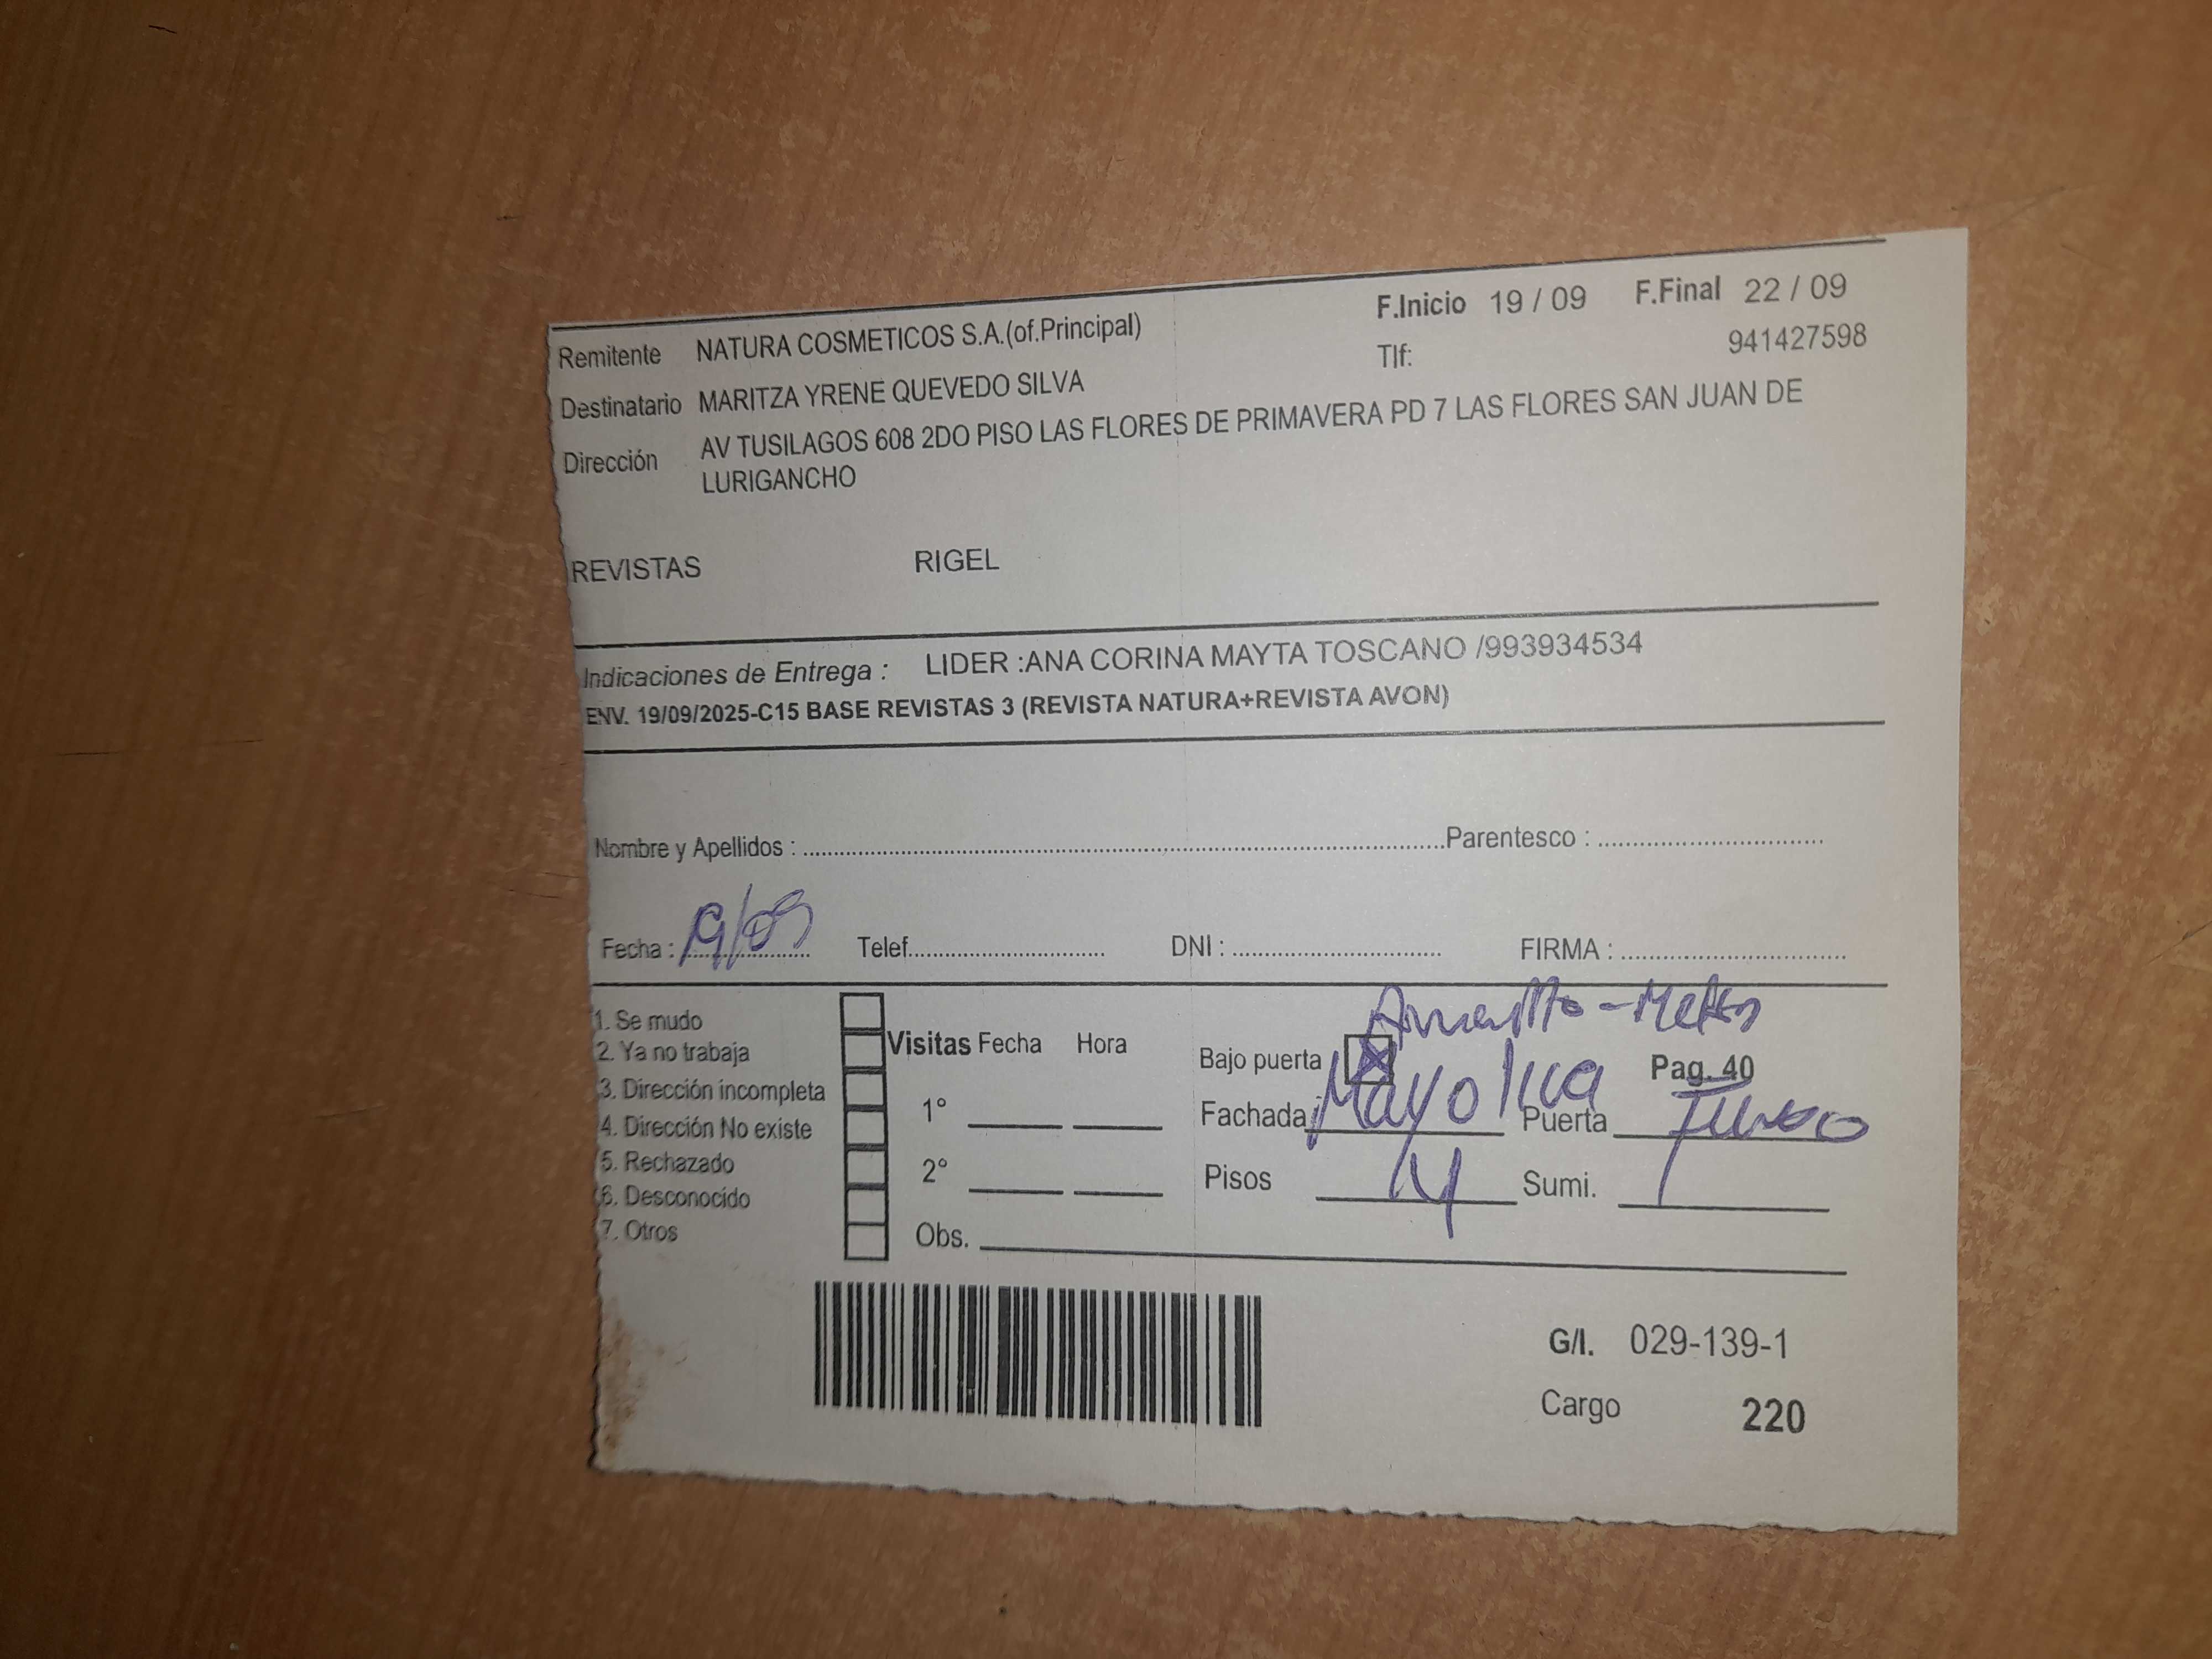 F.Inicio 19 / 09 F.Final 22 / 09
Remitente NATURA COSMETICOS S.A.(of.Principal)
Tlf: 941427598
Destinatario MARITZA YRENE QUEVEDO SILVA
Dirección AV TUSILAGOS 608 2DO PISO LAS FLORES DE PRIMAVERA PD 7 LAS FLORES SAN JUAN DE
LURIGANCHO
REVISTAS RIGEL
Indicaciones de Entrega : LIDER :ANA CORINA MAYTA TOSCANO /993934534
ENV. 19/09/2025-C15 BASE REVISTAS 3 (REVISTA NATURA+REVISTA AVON)
Nombre y Apellidos : Parentesco :
Fecha : 19/09 Telef. DNI : FIRMA :
1. Se mudo
2. Ya no trabaja
3. Dirección incompleta
4. Dirección No existe
5. Rechazado
6. Desconocido
7. Otros
Visitas Fecha Hora
1°
2°
Obs.
Bajo puerta X Pag. 40
Fachada Mayolica Puerta
Pisos 4 Sumi.
G/I. 029-139-1
Cargo 220